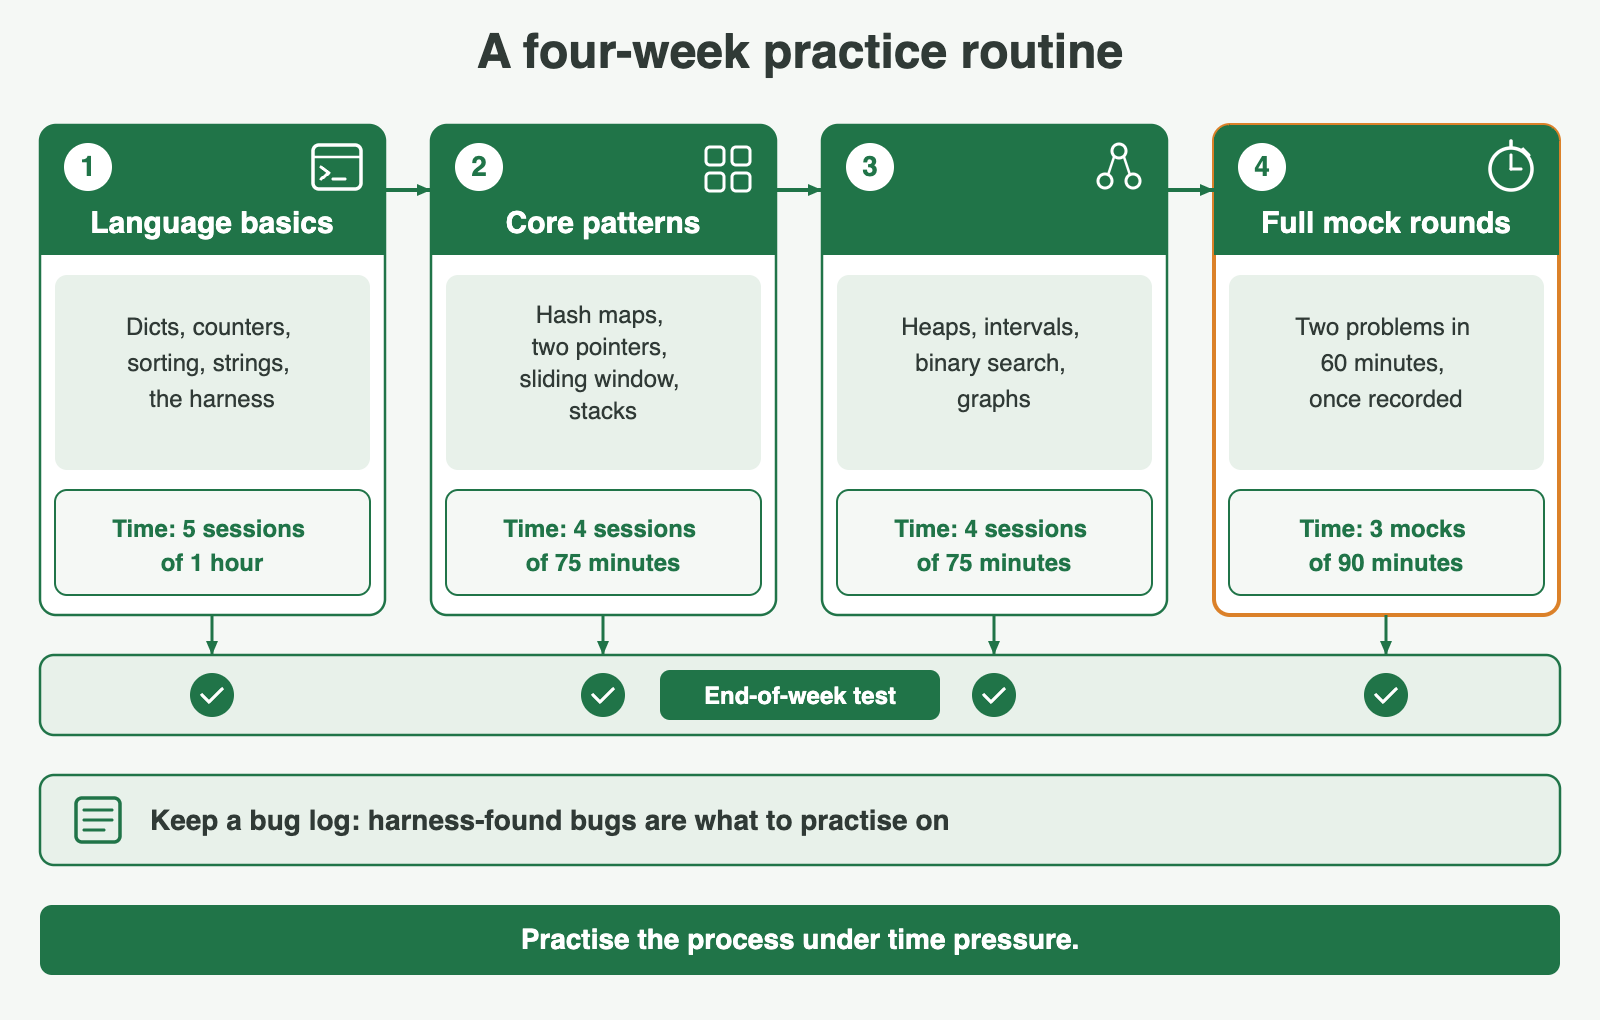 A four-week practice routine
1
Language basics
Dicts, counters,
sorting, strings,
the harness
Time: 5 sessions
of 1 hour
2
Core patterns
Hash maps,
two pointers,
sliding window,
stacks
Time: 4 sessions
of 75 minutes
3
Heaps, intervals,
binary search,
graphs
Time: 4 sessions
of 75 minutes
4
Full mock rounds
Two problems in
60 minutes,
once recorded
Time: 3 mocks
of 90 minutes
End-of-week test
Keep a bug log: harness-found bugs are what to practise on
Practise the process under time pressure.